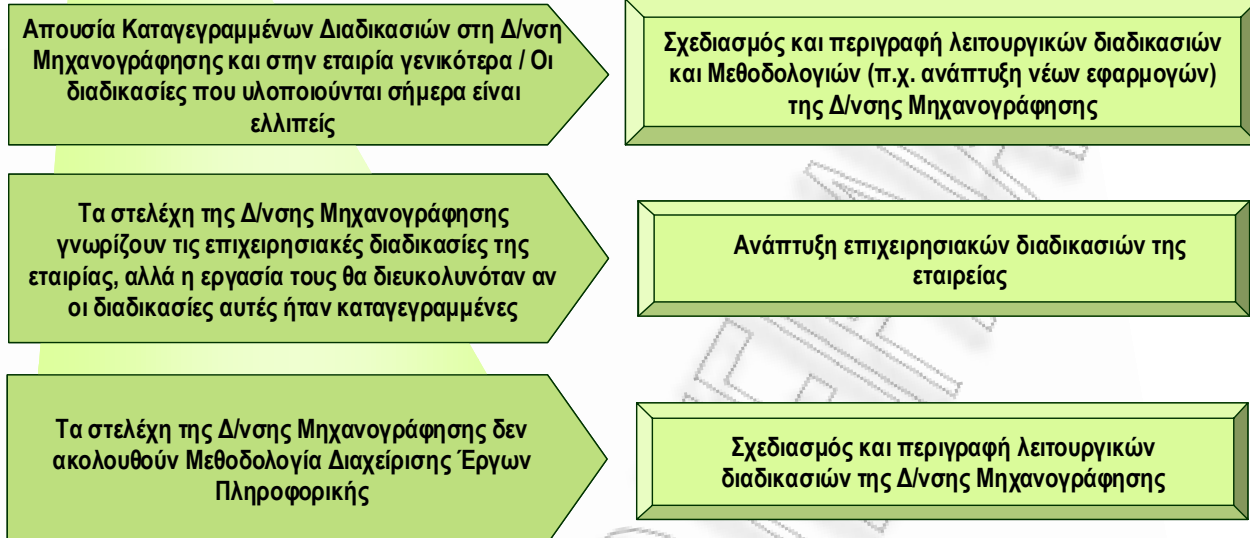 Απουσία Καταγεγραμμένων Διαδικασιών στη Δ/νση
Μηχανογράφησης και στην εταιρία γενικότερα / Οι
διαδικασίες που υλοποιούνται σήμερα είναι
ελλιπείς
Σχεδιασμός και περιγραφή λειτουργικών διαδικασιών
και Μεθοδολογιών (π.χ. ανάπτυξη νέων εφαρμογών)
της Δ/νσης Μηχανογράφησης
Τα στελέχη της Δ/νσης Μηχανογράφησης
γνωρίζουν τις επιχειρησιακές διαδικασίες της
εταιρίας, αλλά η εργασία τους θα διευκολυνόταν αν
οι διαδικασίες αυτές ήταν καταγεγραμμένες
Ανάπτυξη επιχειρησιακών διαδικασιών της
εταιρείας
Τα στελέχη της Δ/νσης Μηχανογράφησης δεν
ακολουθούν Μεθοδολογία Διαχείρισης Έργων
Πληροφορικής
Σχεδιασμός και περιγραφή λειτουργικών
διαδικασιών της Δ/νσης Μηχανογράφησης